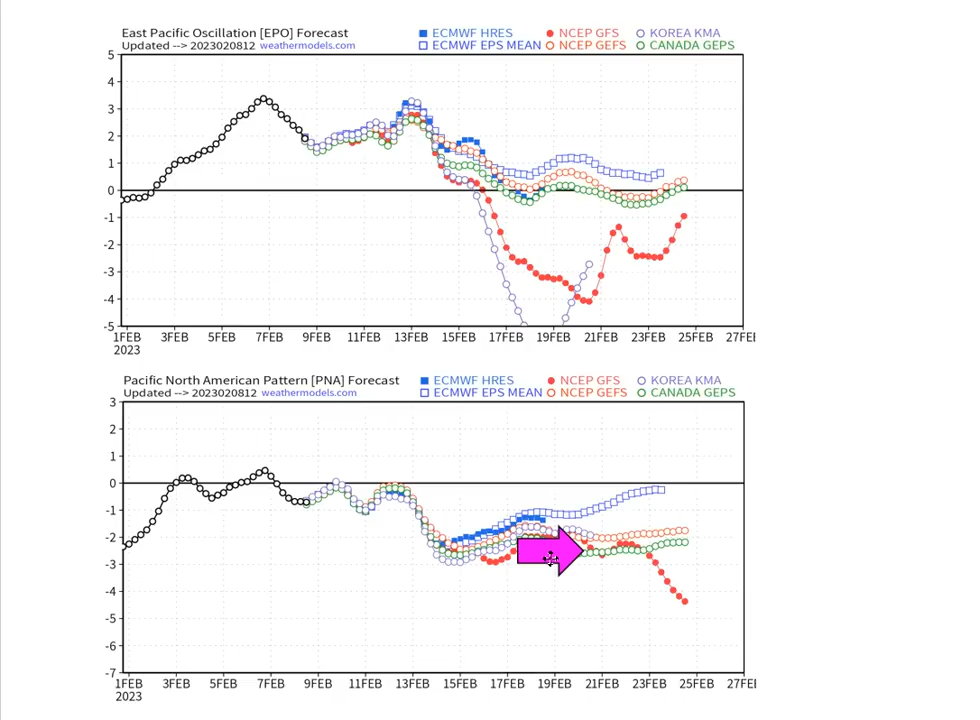 East Pacific Oscillation [EPO] Forecast
Updated --> 2023020812 weathermodels.com
ECMWF HRES NCEP GFS KOREA KMA
ECMWF EPS MEAN NCEP GEFS CANADA GEPS
5
4
3
2
1
0
-1
-2
-3
-4
-5
1FEB 3FEB 5FEB 7FEB 9FEB 11FEB 13FEB 15FEB 17FEB 19FEB 21FEB 23FEB 25FEB 27FEB
2023
Pacific North American Pattern [PNA] Forecast
Updated --> 2023020812 weathermodels.com
ECMWF HRES NCEP GFS KOREA KMA
ECMWF EPS MEAN NCEP GEFS CANADA GEPS
3
2
1
0
-1
-2
-3
-4
-5
-6
-7
1FEB 3FEB 5FEB 7FEB 9FEB 11FEB 13FEB 15FEB 17FEB 19FEB 21FEB 23FEB 25FEB 27FEB
2023